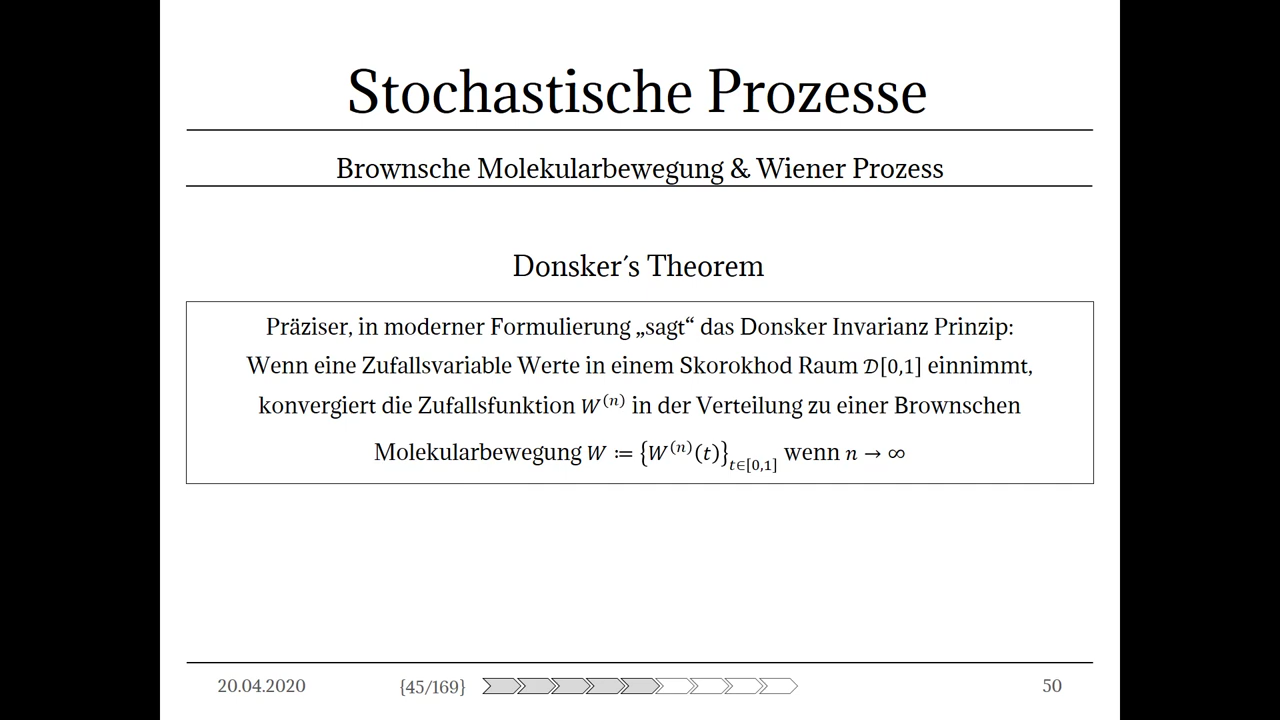 Stochastische Prozesse
Brownsche Molekularbewegung & Wiener Prozess
Donsker´s Theorem
Präziser, in moderner Formulierung „sagt“ das Donsker Invarianz Prinzip:
Wenn eine Zufallsvariable Werte in einem Skorokhod Raum 𝒟[0,1] einnimmt,
konvergiert die Zufallsfunktion W⁽ⁿ⁾ in der Verteilung zu einer Brownschen
Molekularbewegung W ≔ {W⁽ⁿ⁾(t)}_{t∈[0,1]} wenn n → ∞
20.04.2020 {45/169} 50